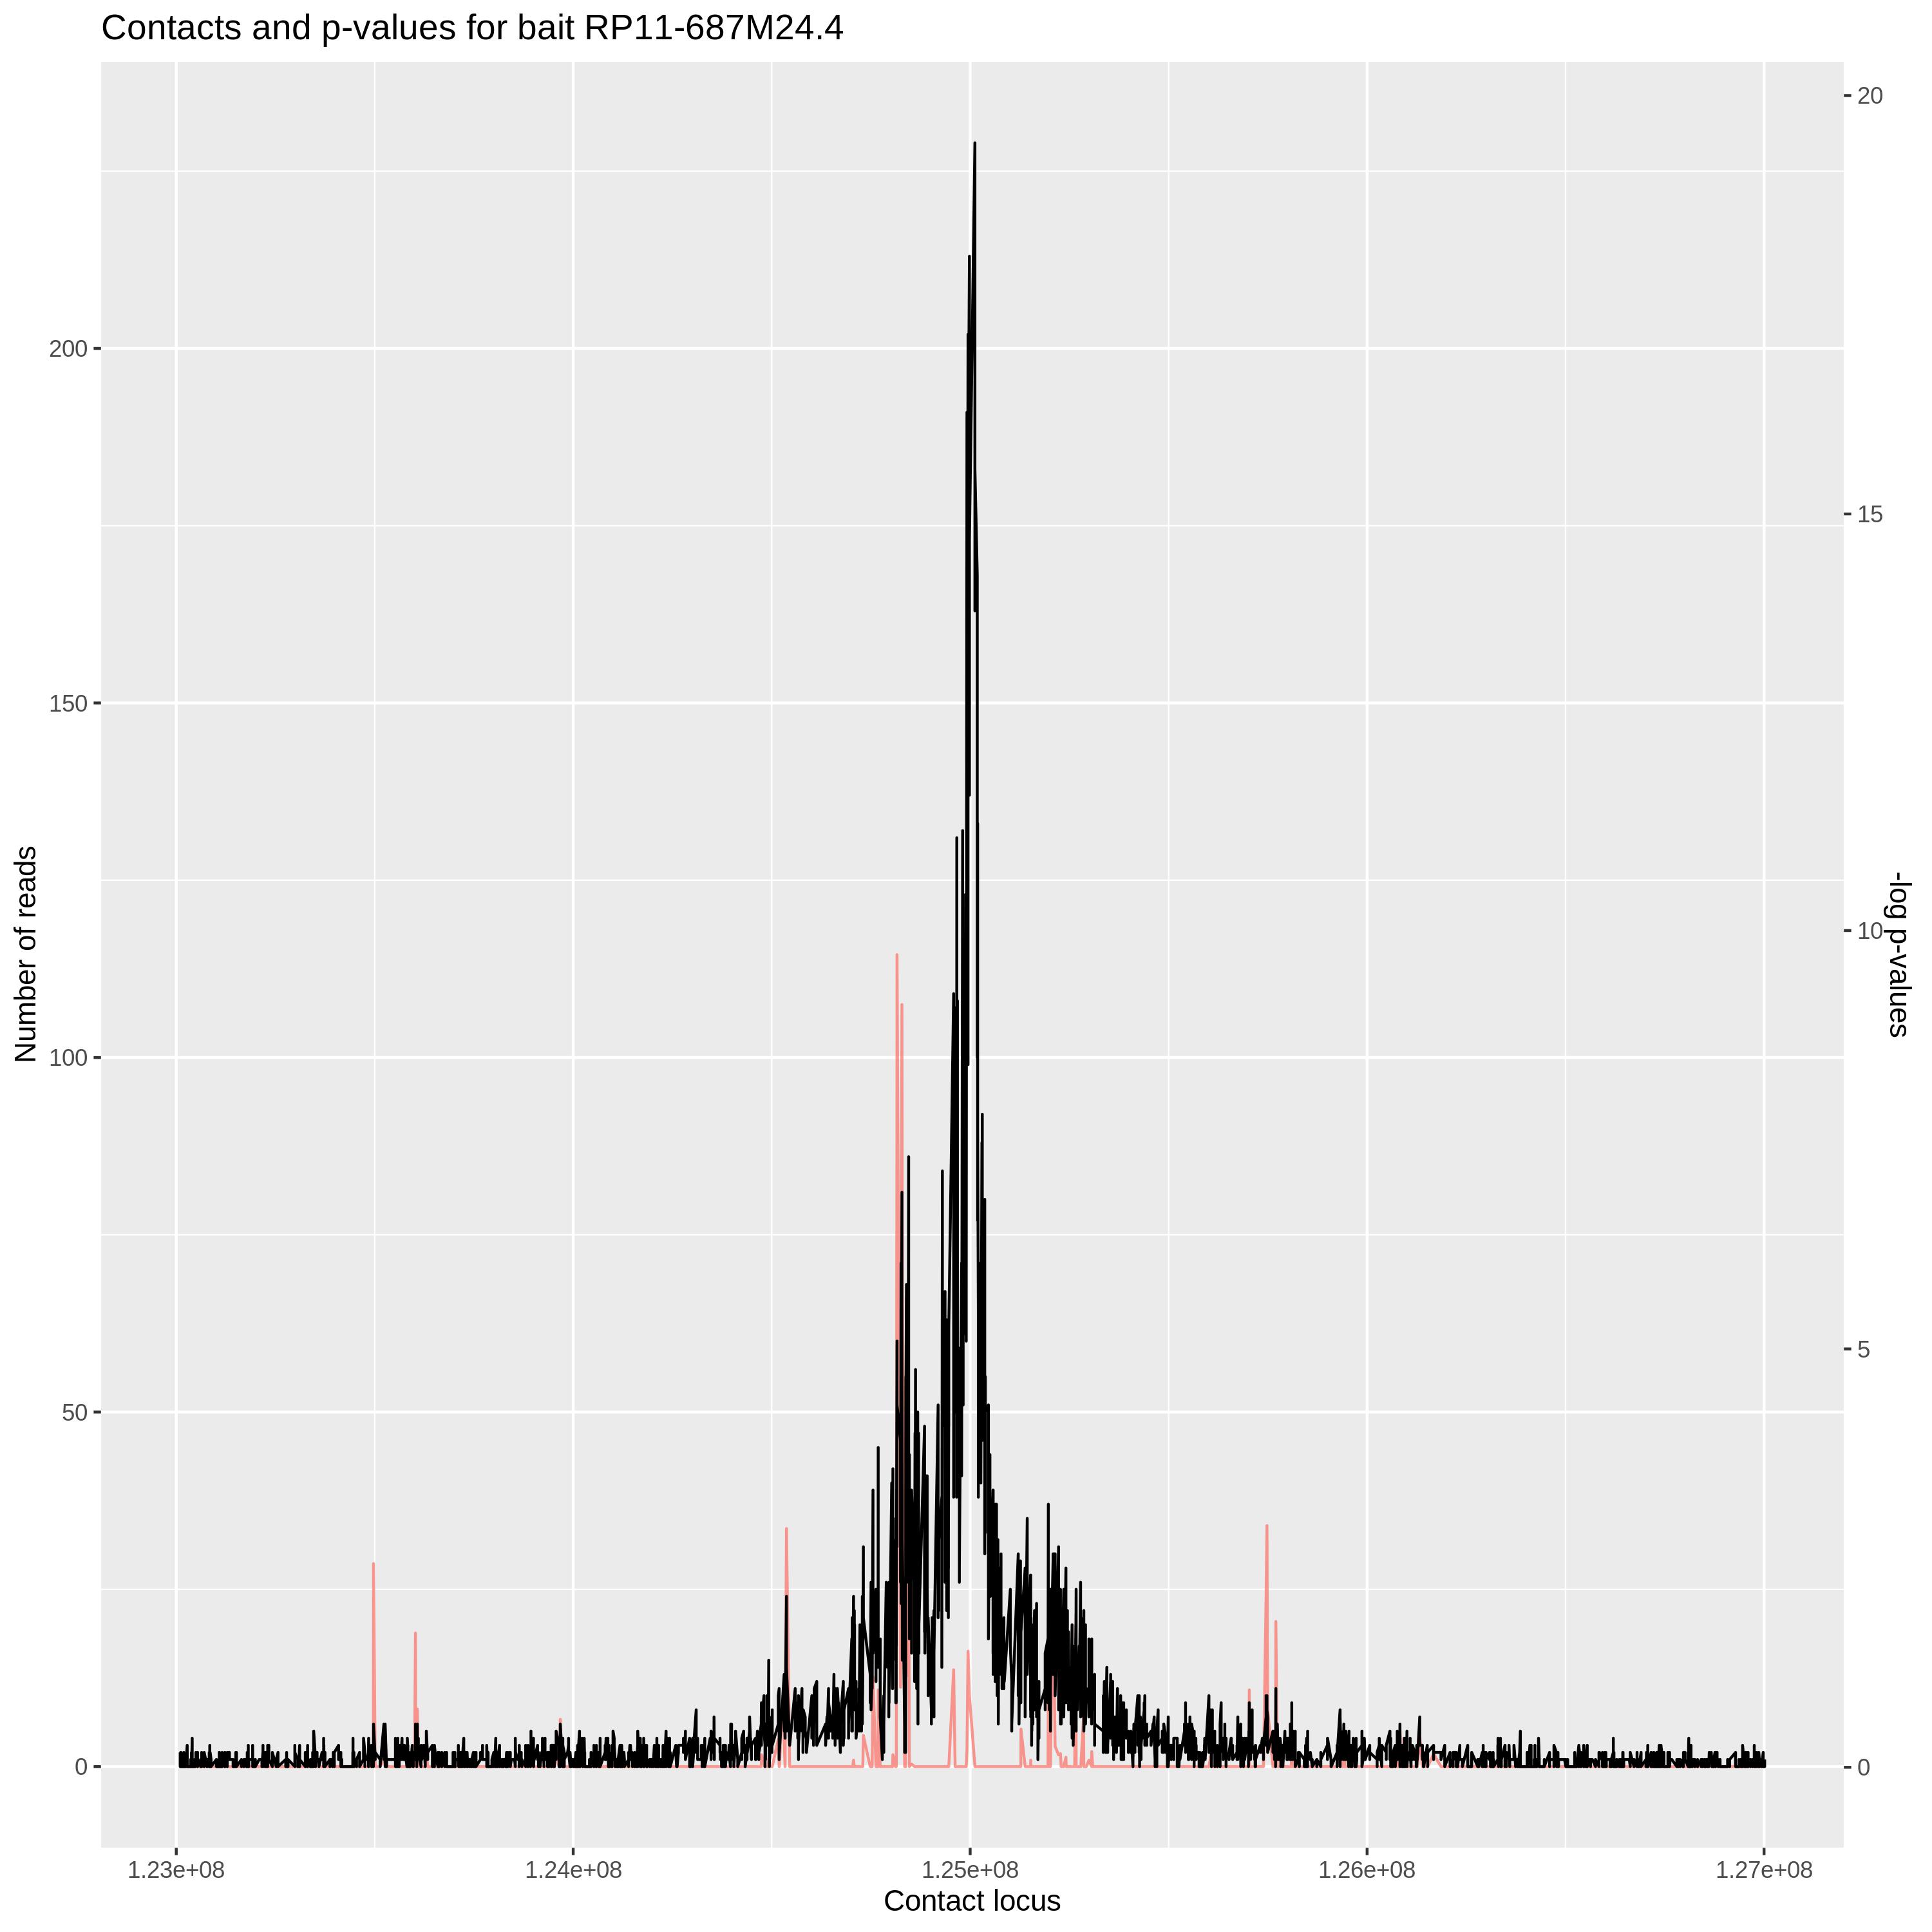 Contacts and p-values for bait RP11-687M24.4
Number of reads
200
150
100
50
0
20
15
10
5
0
-log p-values
1.23e+08
1.24e+08
1.25e+08
1.26e+08
1.27e+08
Contact locus